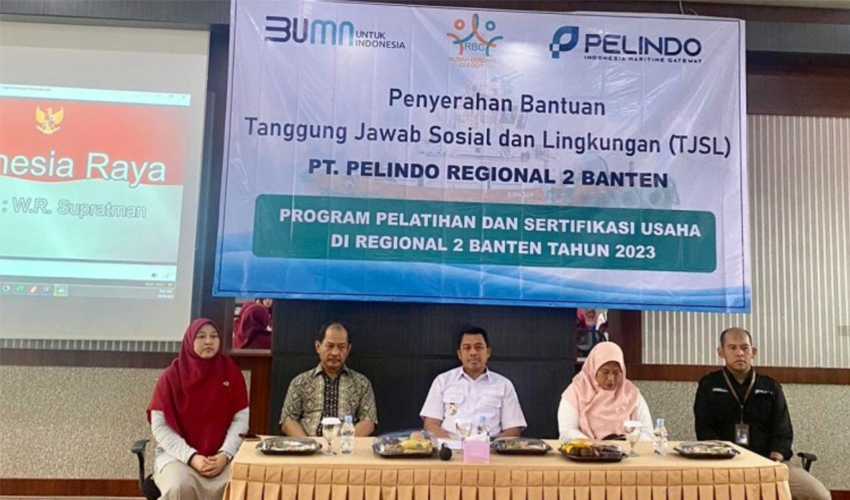 BUMN UNTUK INDONESIA
RBC
PELINDO
INDONESIA MARITIME GATEWAY
Penyerahan Bantuan
Tanggung Jawab Sosial dan Lingkungan (TJSL)
PT. PELINDO REGIONAL 2 BANTEN
PROGRAM PELATIHAN DAN SERTIFIKASI USAHA
DI REGIONAL 2 BANTEN TAHUN 2023
nesia Raya
: W.R. Supratman